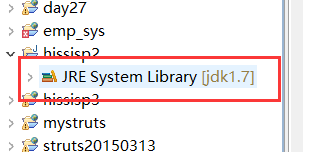 day27
emp_sys
hissisp2
JRE System Library [jdk1.7]
hissisp3
mystruts
struts20150313